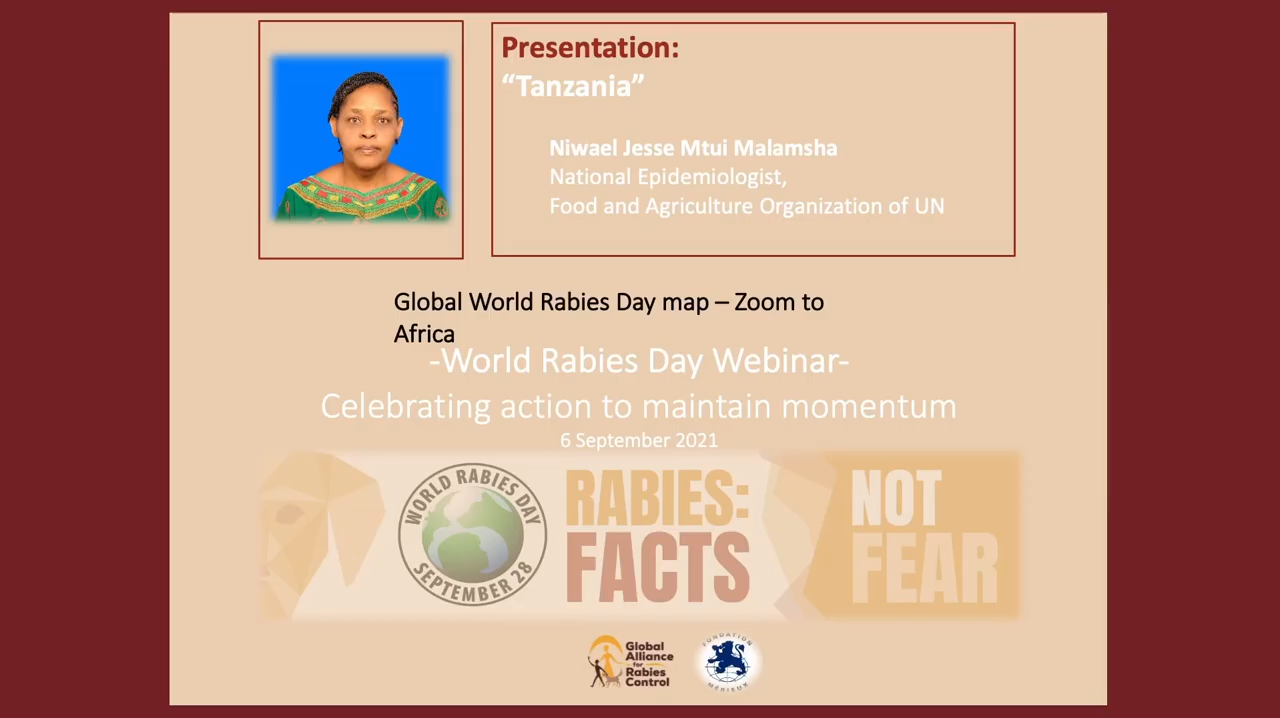 Presentation:
“Tanzania”
Niwael Jesse Mtui Malamsha
National Epidemiologist,
Food and Agriculture Organization of UN
Global World Rabies Day map – Zoom to
Africa
-World Rabies Day Webinar-
Celebrating action to maintain momentum
6 September 2021
WORLD RABIES DAY
SEPTEMBER 28
RABIES:
FACTS
NOT
FEAR
Global
Alliance
for
Rabies
Control
FONDATION
MÉRIEUX